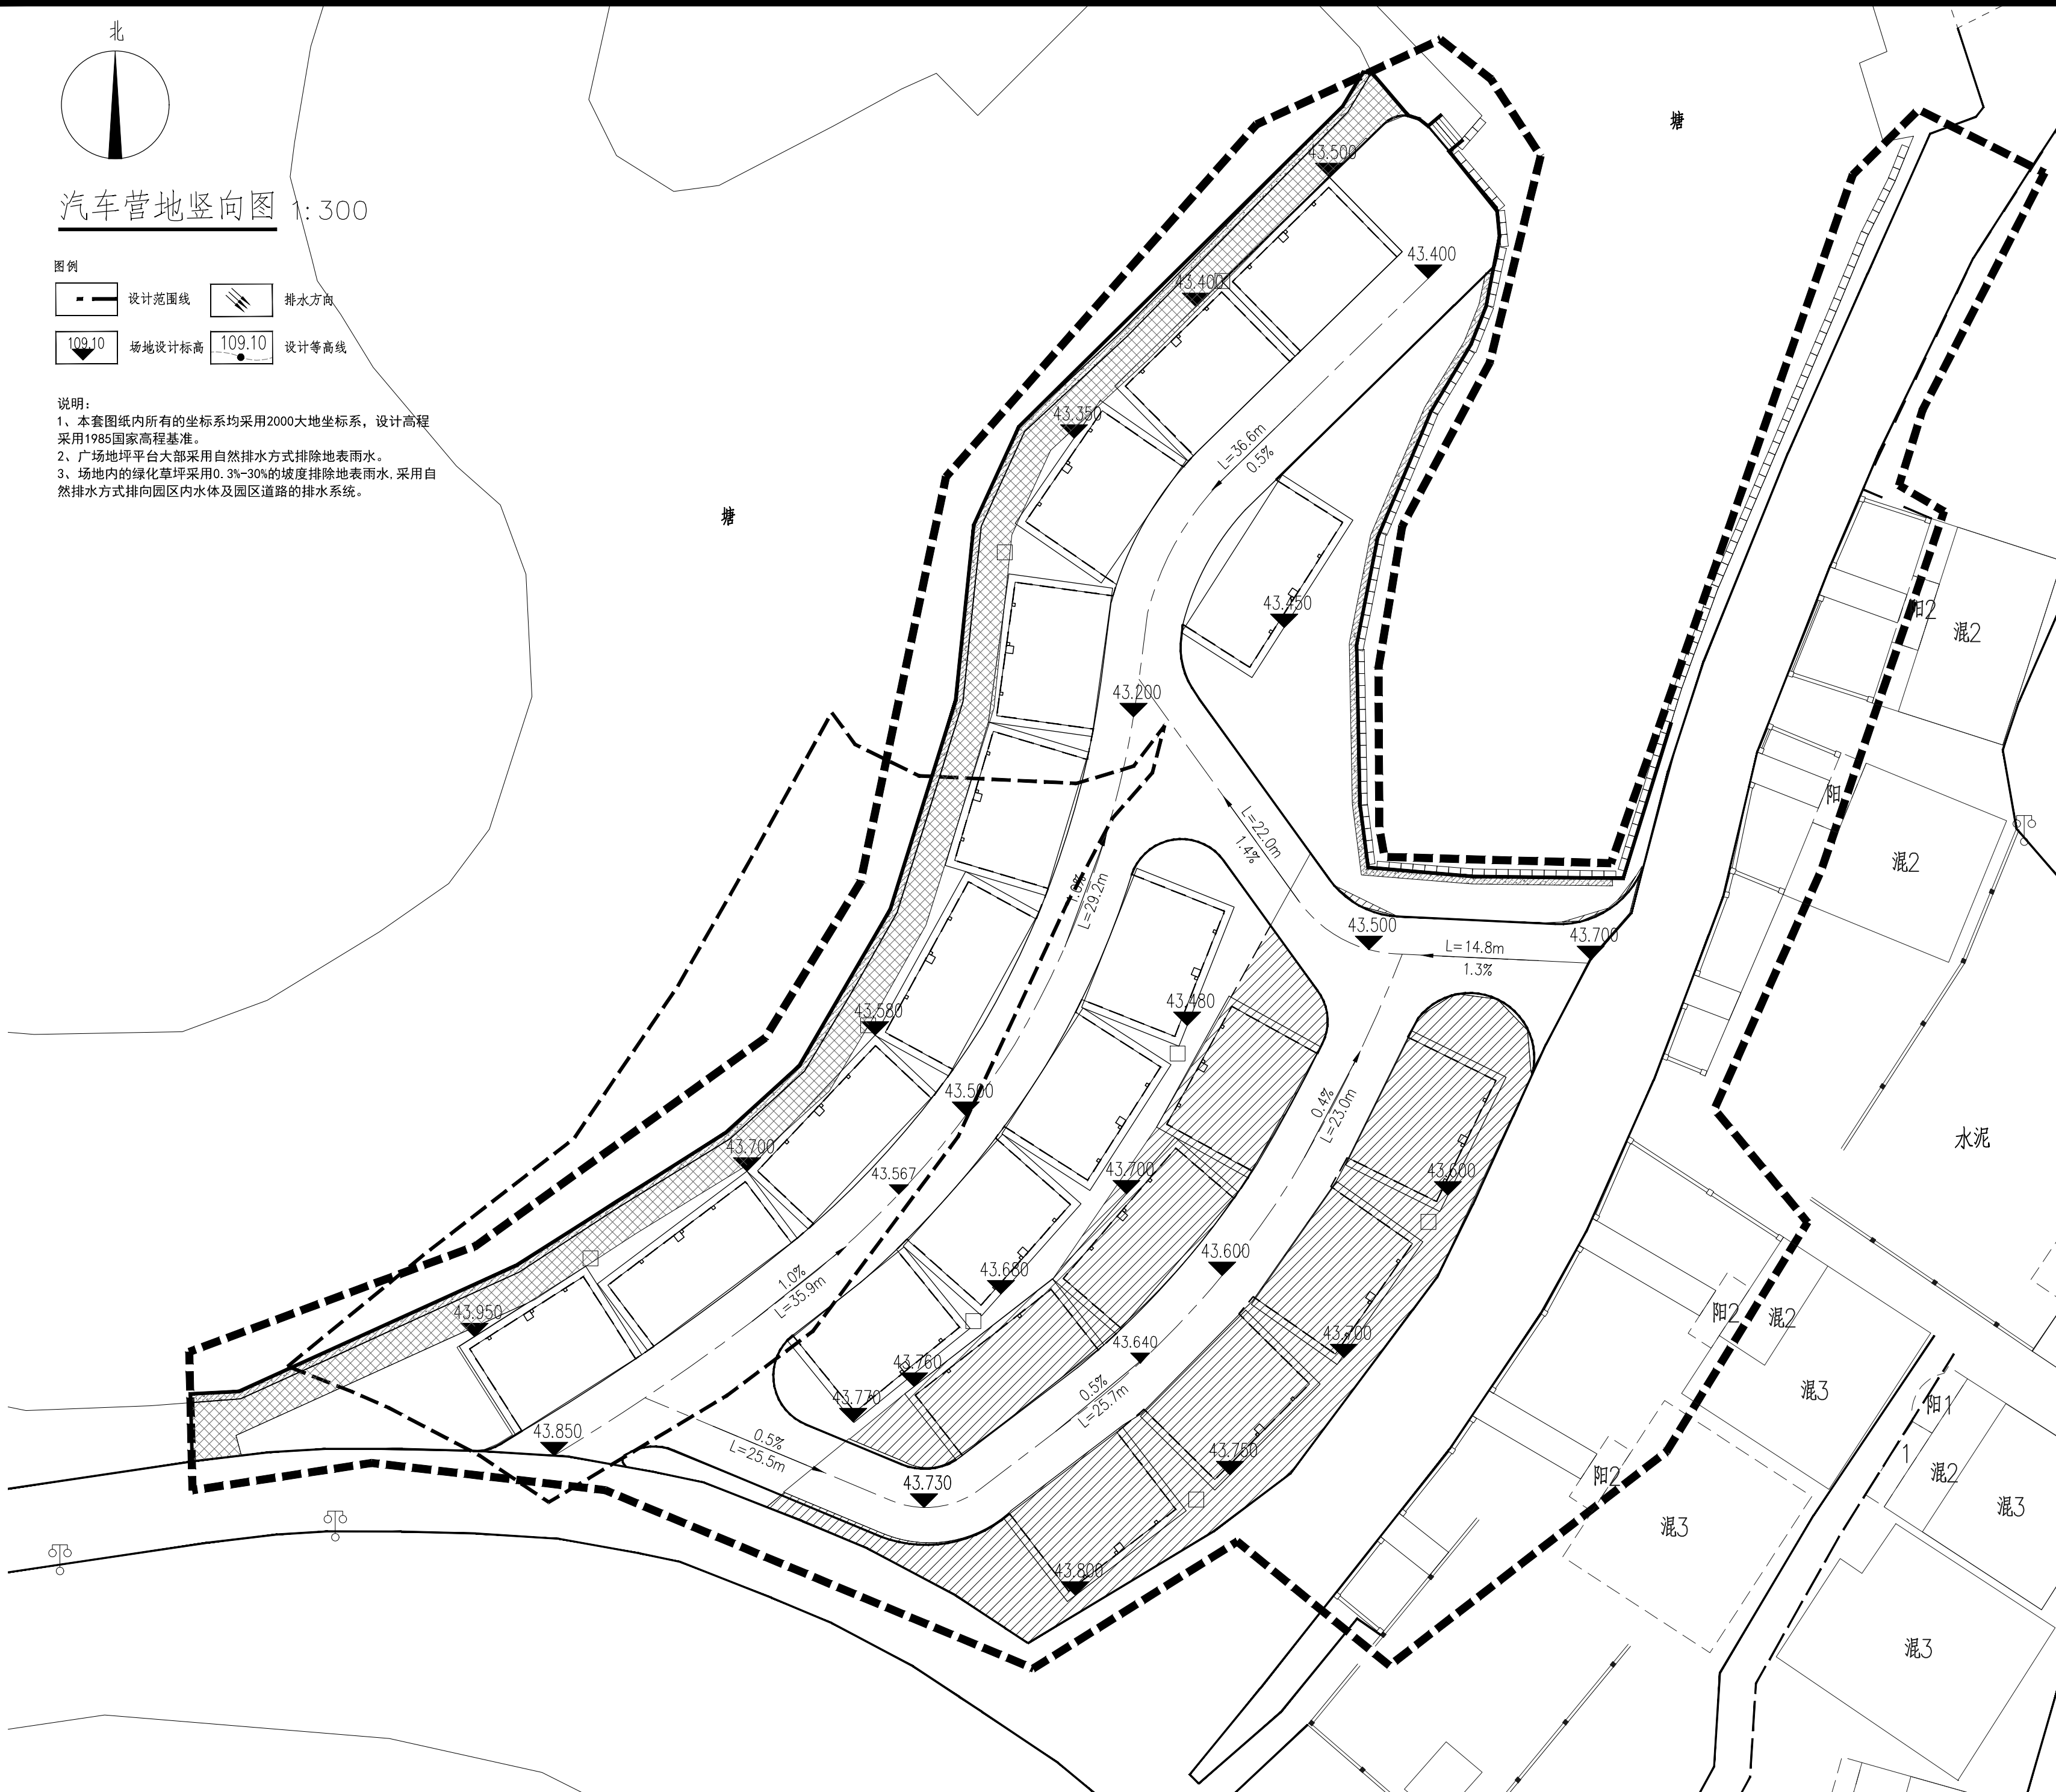 北
汽车营地竖向图 1:300
图例
设计范围线
排水方向
109.10
场地设计标高
109.10
设计等高线
说明:
1、本套图纸内所有的坐标系均采用2000大地坐标系，设计高程
采用1985国家高程基准。
2、广场地坪平台大部采用自然排水方式排除地表雨水。
3、场地内的绿化草坪采用0.3%-30%的坡度排除地表雨水,采用自
然排水方式排向园区内水体及园区道路的排水系统。
塘
塘
43.500
43.400
43.400
43.350
L=36.6m
0.5%
43.450
43.200
L=22.0m
1.4%
1.0%
L=29.2m
43.500
L=14.8m
1.3%
43.700
43.480
43.580
43.500
43.567
43.700
43.700
0.4%
L=23.0m
43.600
43.600
43.680
1.0%
L=35.9m
43.950
43.640
43.700
43.760
43.770
0.5%
L=25.7m
43.850
0.5%
L=25.5m
43.730
43.750
43.800
阳2
混2
阳
混2
水泥
阳2
混2
混3
阳1
1
混2
混3
阳2
混3
混3